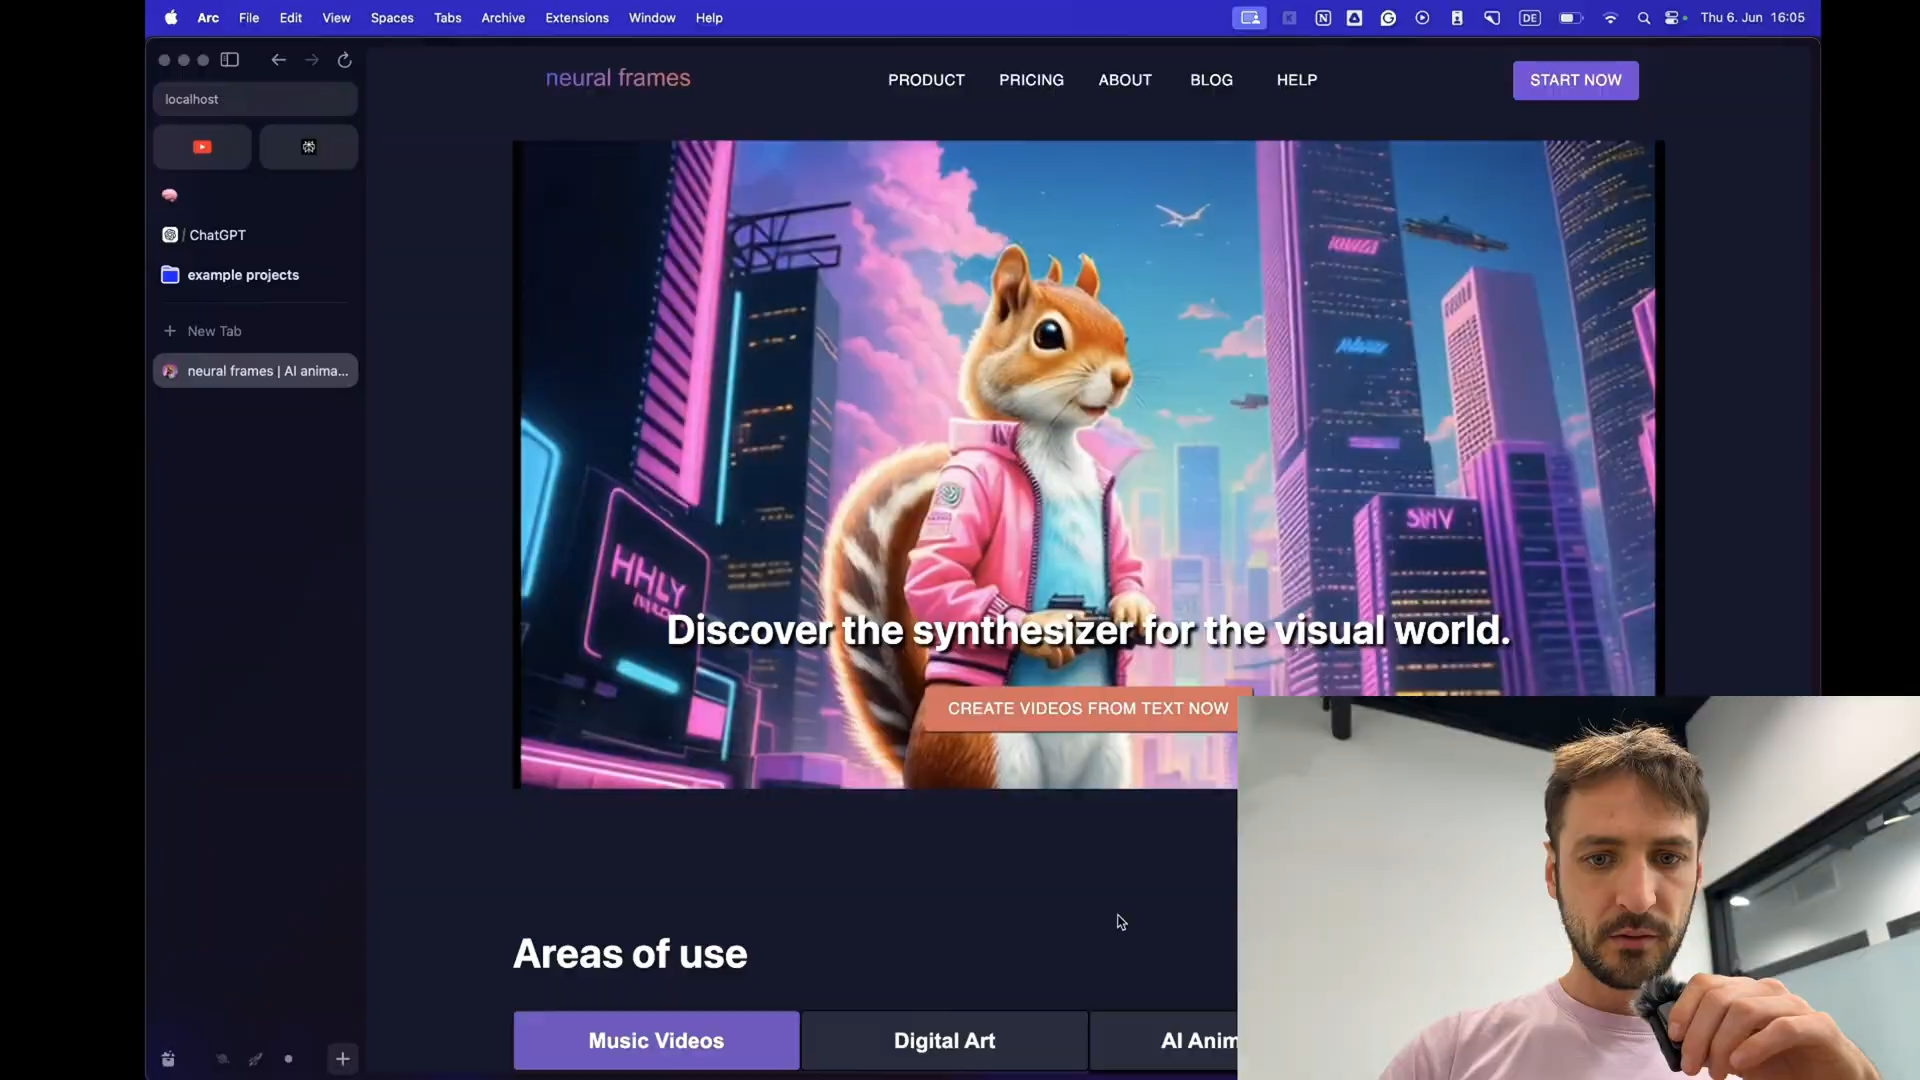 Arc File Edit View Spaces Tabs Archive Extensions Window Help DE Thu 6. Jun 16:05
localhost
ChatGPT
example projects
New Tab
neural frames | AI anima...
neural frames PRODUCT PRICING ABOUT BLOG HELP START NOW
HHLY
Discover the synthesizer for the visual world.
CREATE VIDEOS FROM TEXT NOW
Areas of use
Music Videos Digital Art AI Anim